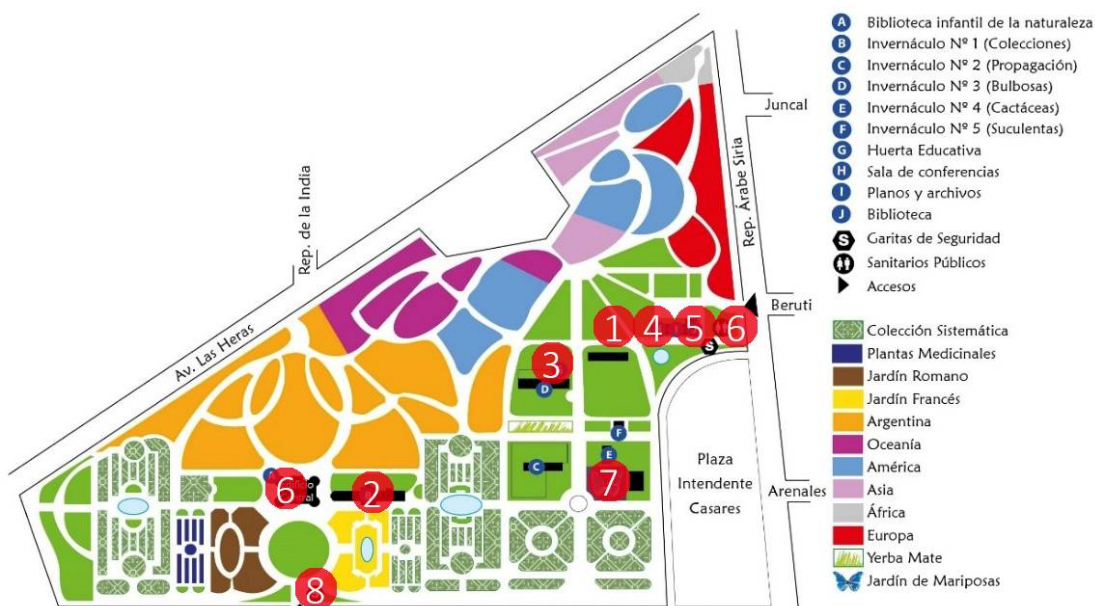 A Biblioteca infantil de la naturaleza
B Invernáculo Nº 1 (Colecciones)
C Invernáculo Nº 2 (Propagación)
D Invernáculo Nº 3 (Bulbosas)
E Invernáculo Nº 4 (Cactáceas)
F Invernáculo Nº 5 (Suculentas)
G Huerta Educativa
H Sala de conferencias
I Planos y archivos
J Biblioteca
S Garitas de Seguridad
Sanitarios Públicos
Accesos
Colección Sistemática
Plantas Medicinales
Jardín Romano
Jardín Francés
Argentina
Oceanía
América
Asia
África
Europa
Yerba Mate
Jardín de Mariposas
Juncal
Rep. Árabe Siria
Rep. de la India
Av. Las Heras
Beruti
1 4 5 6
S
3
D
F
E
C
7
Plaza
Intendente
Casares
Arenales
6
2
8